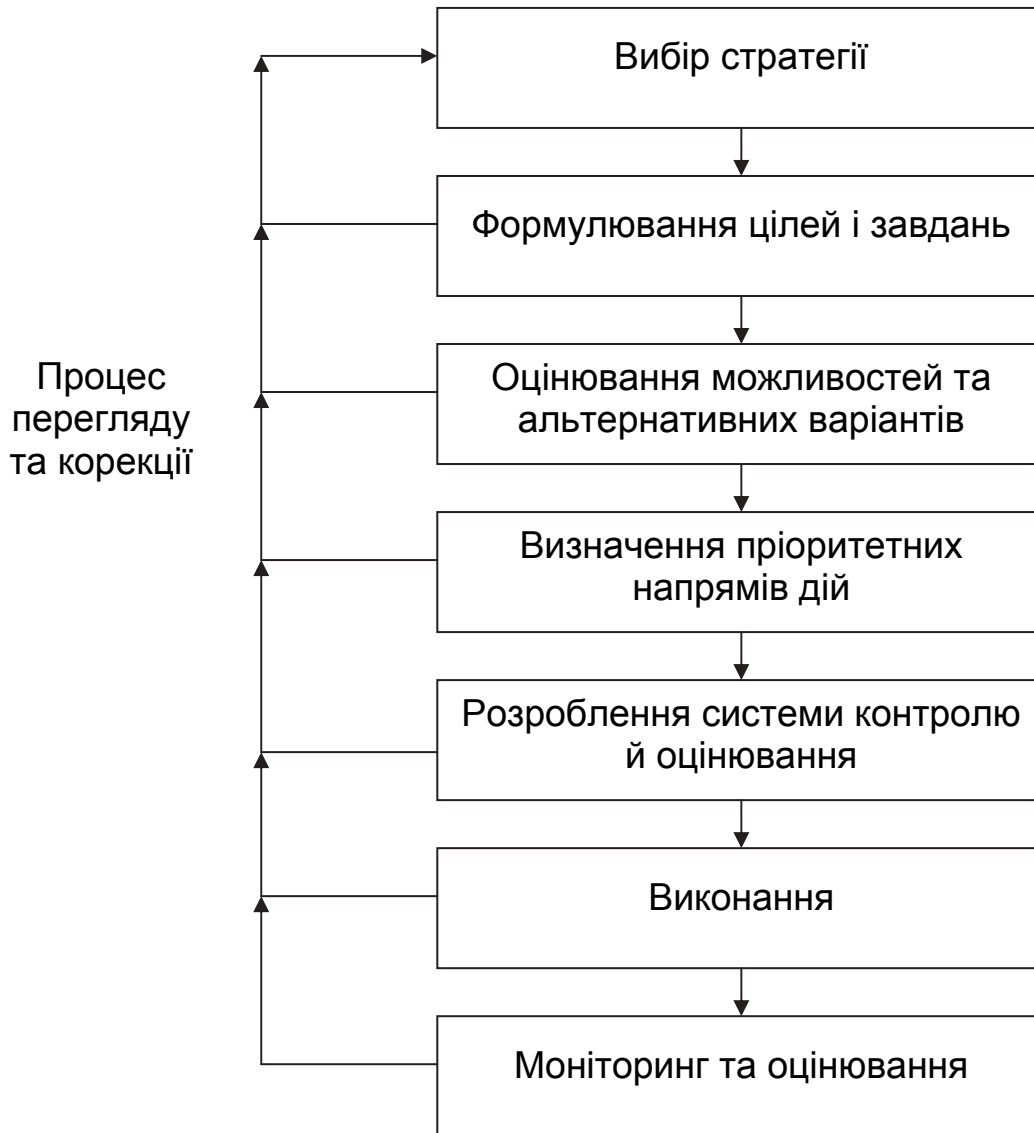 Вибір стратегії
Формулювання цілей і завдань
Оцінювання можливостей та
альтернативних варіантів
Процес
перегляду
та корекції
Визначення пріоритетних
напрямів дій
Розроблення системи контролю
й оцінювання
Виконання
Моніторинг та оцінювання